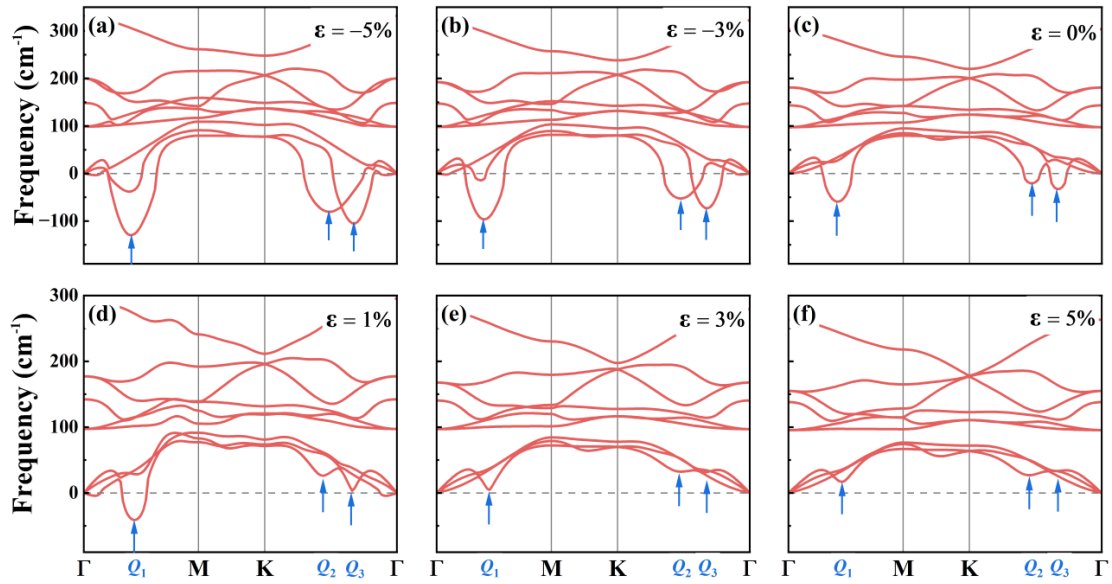 (a) ε = −5% (b) ε = −3% (c) ε = 0%
Frequency (cm⁻¹)
300
200
100
0
−100
(d) ε = 1% (e) ε = 3% (f) ε = 5%
Frequency (cm⁻¹)
300
200
100
0
Γ Q₁ M K Q₂ Q₃ Γ Q₁ M K Q₂ Q₃ Γ Q₁ M K Q₂ Q₃ Γ